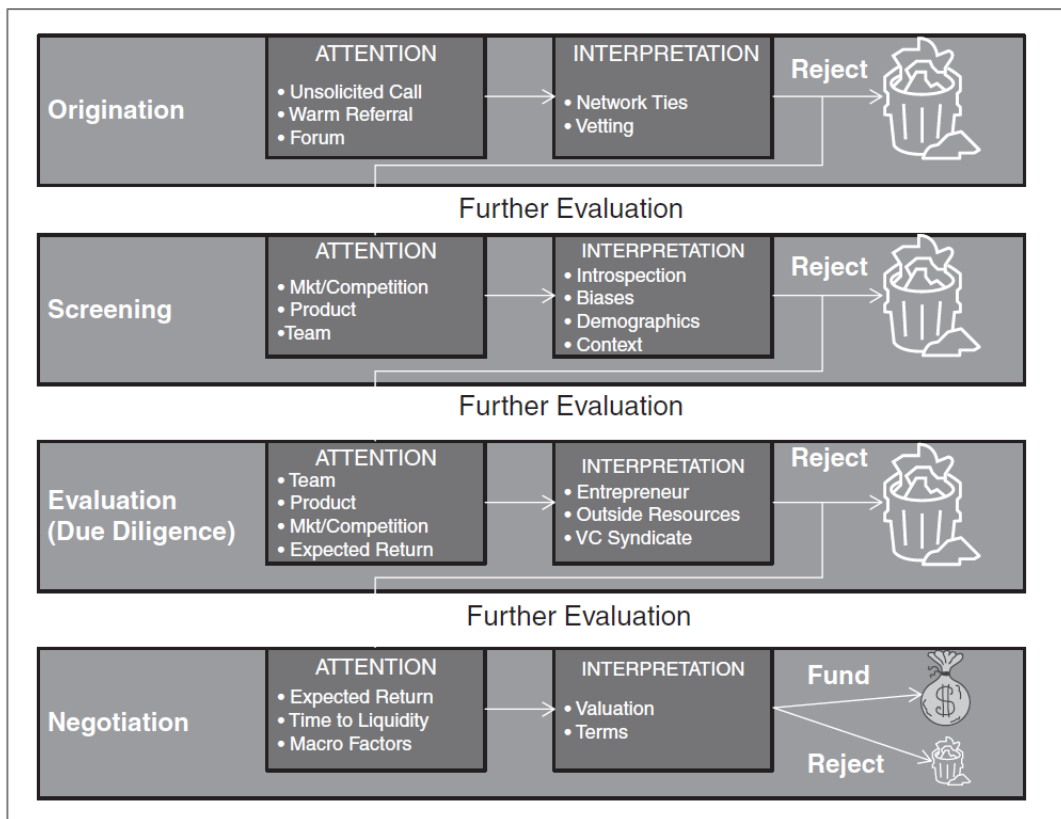 Origination
ATTENTION
• Unsolicited Call
• Warm Referral
• Forum
INTERPRETATION
• Network Ties
• Vetting
Reject
Further Evaluation
Screening
ATTENTION
• Mkt/Competition
• Product
•Team
INTERPRETATION
• Introspection
• Biases
• Demographics
• Context
Reject
Further Evaluation
Evaluation
(Due Diligence)
ATTENTION
• Team
• Product
• Mkt/Competition
• Expected Return
INTERPRETATION
• Entrepreneur
• Outside Resources
• VC Syndicate
Reject
Further Evaluation
Negotiation
ATTENTION
• Expected Return
• Time to Liquidity
• Macro Factors
INTERPRETATION
• Valuation
• Terms
Fund
$
Reject